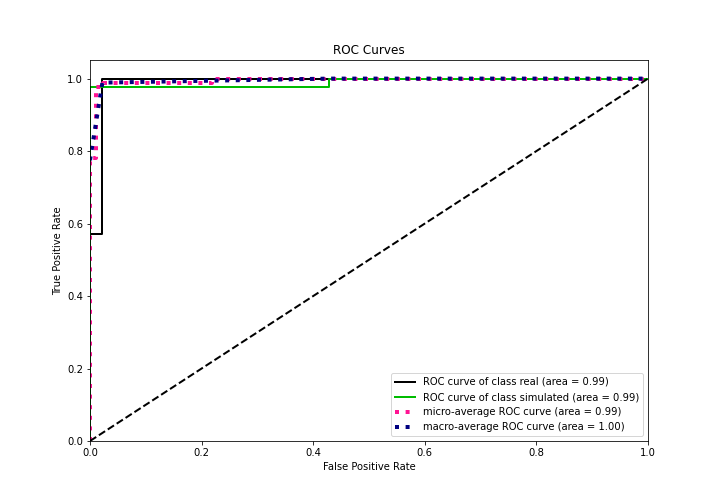 ROC Curves
True Positive Rate
1.0
0.8
0.6
0.4
0.2
0.0
0.0
0.2
0.4
0.6
0.8
1.0
False Positive Rate
ROC curve of class real (area = 0.99)
ROC curve of class simulated (area = 0.99)
micro-average ROC curve (area = 0.99)
macro-average ROC curve (area = 1.00)